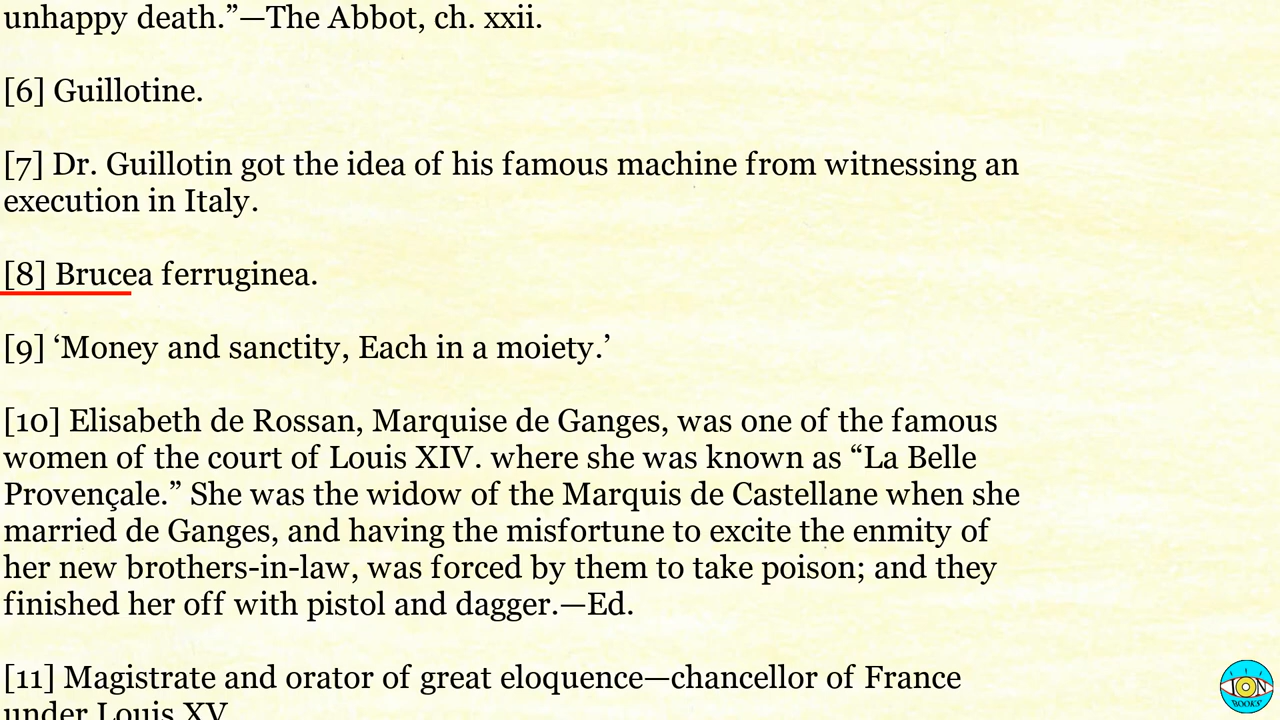 unhappy death.”—The Abbot, ch. xxii.
[6] Guillotine.
[7] Dr. Guillotin got the idea of his famous machine from witnessing an
execution in Italy.
[8] Brucea ferruginea.
[9] ‘Money and sanctity, Each in a moiety.’
[10] Elisabeth de Rossan, Marquise de Ganges, was one of the famous
women of the court of Louis XIV. where she was known as “La Belle
Provençale.” She was the widow of the Marquis de Castellane when she
married de Ganges, and having the misfortune to excite the enmity of
her new brothers-in-law, was forced by them to take poison; and they
finished her off with pistol and dagger.—Ed.
[11] Magistrate and orator of great eloquence—chancellor of France
under Louis XV
ION
BOOKS